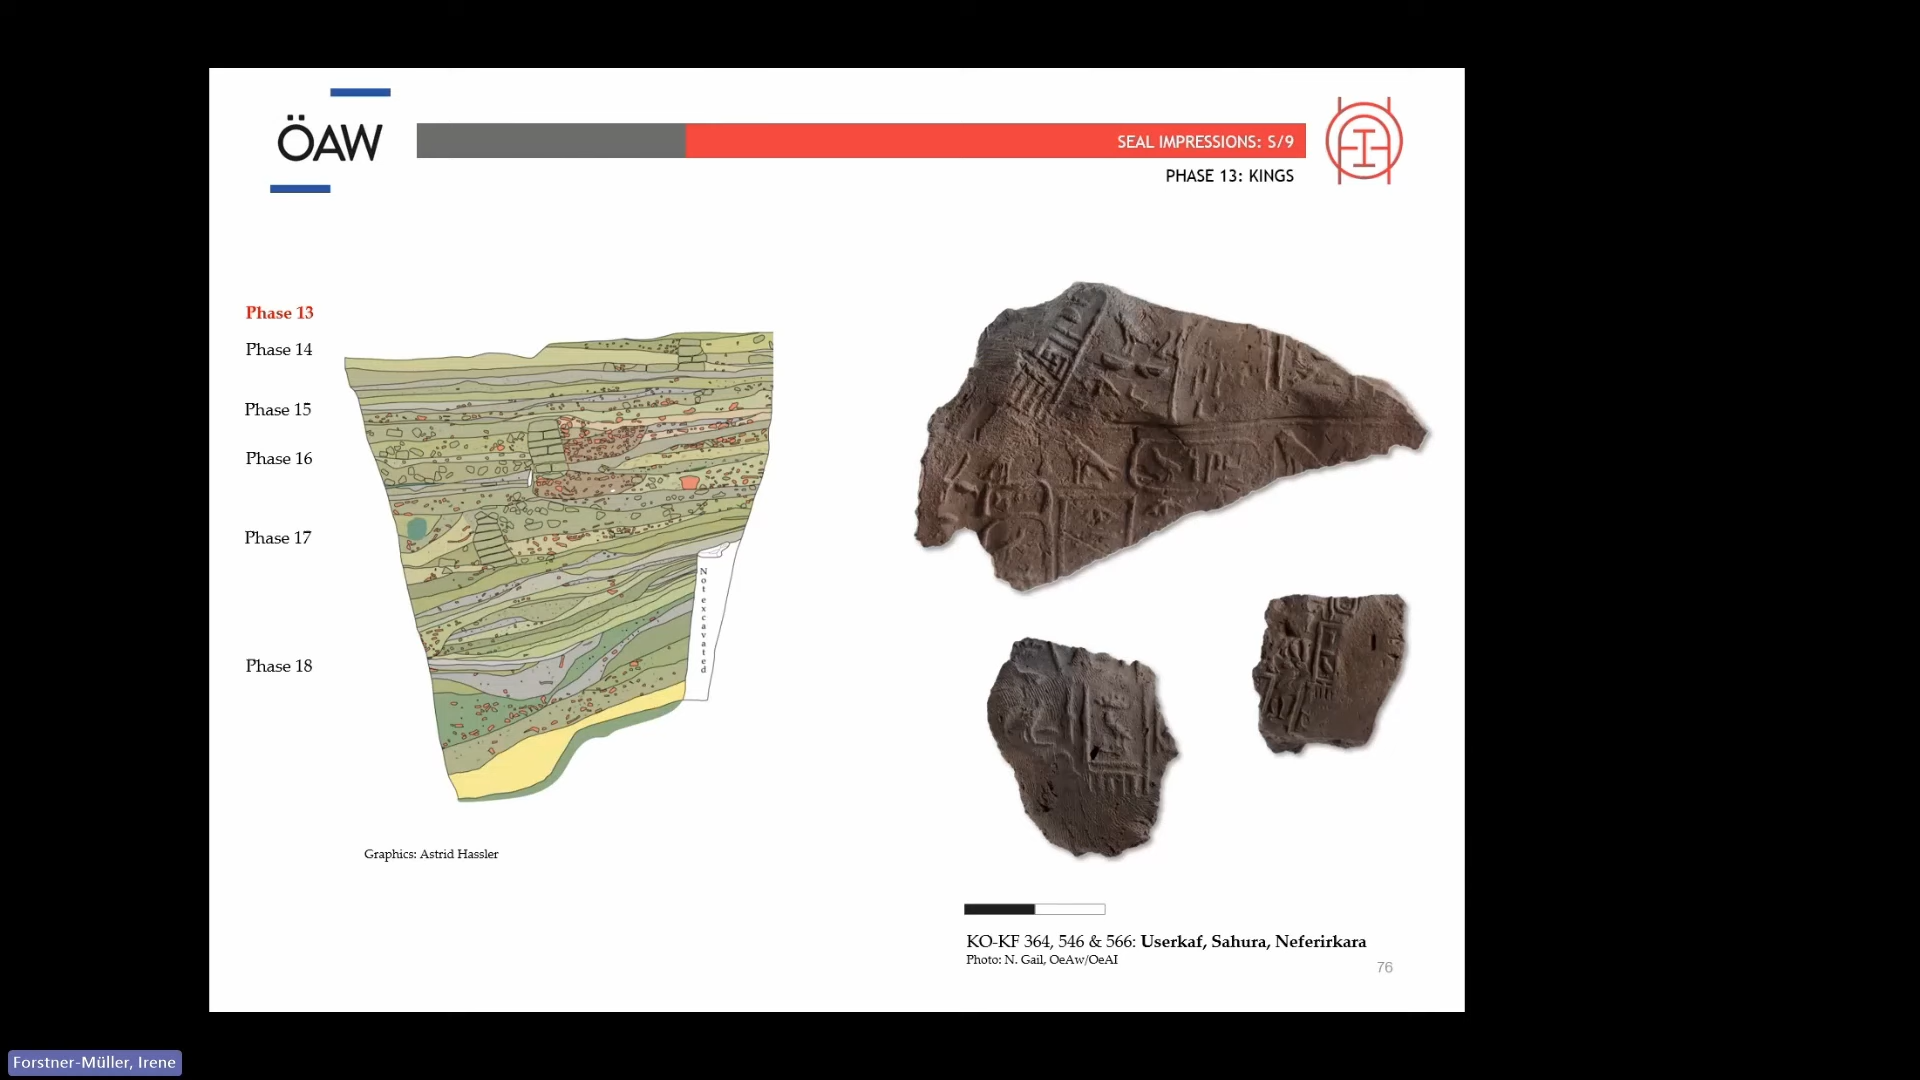 ÖAW
SEAL IMPRESSIONS: S/9
PHASE 13: KINGS
Phase 13
Phase 14
Phase 15
Phase 16
Phase 17
Phase 18
Not excavated
Graphics: Astrid Hassler
KO-KF 364, 546 & 566: Userkaf, Sahura, Neferirkara
Photo: N. Gail, OeAw/OeAI
76
Forstner-Müller, Irene